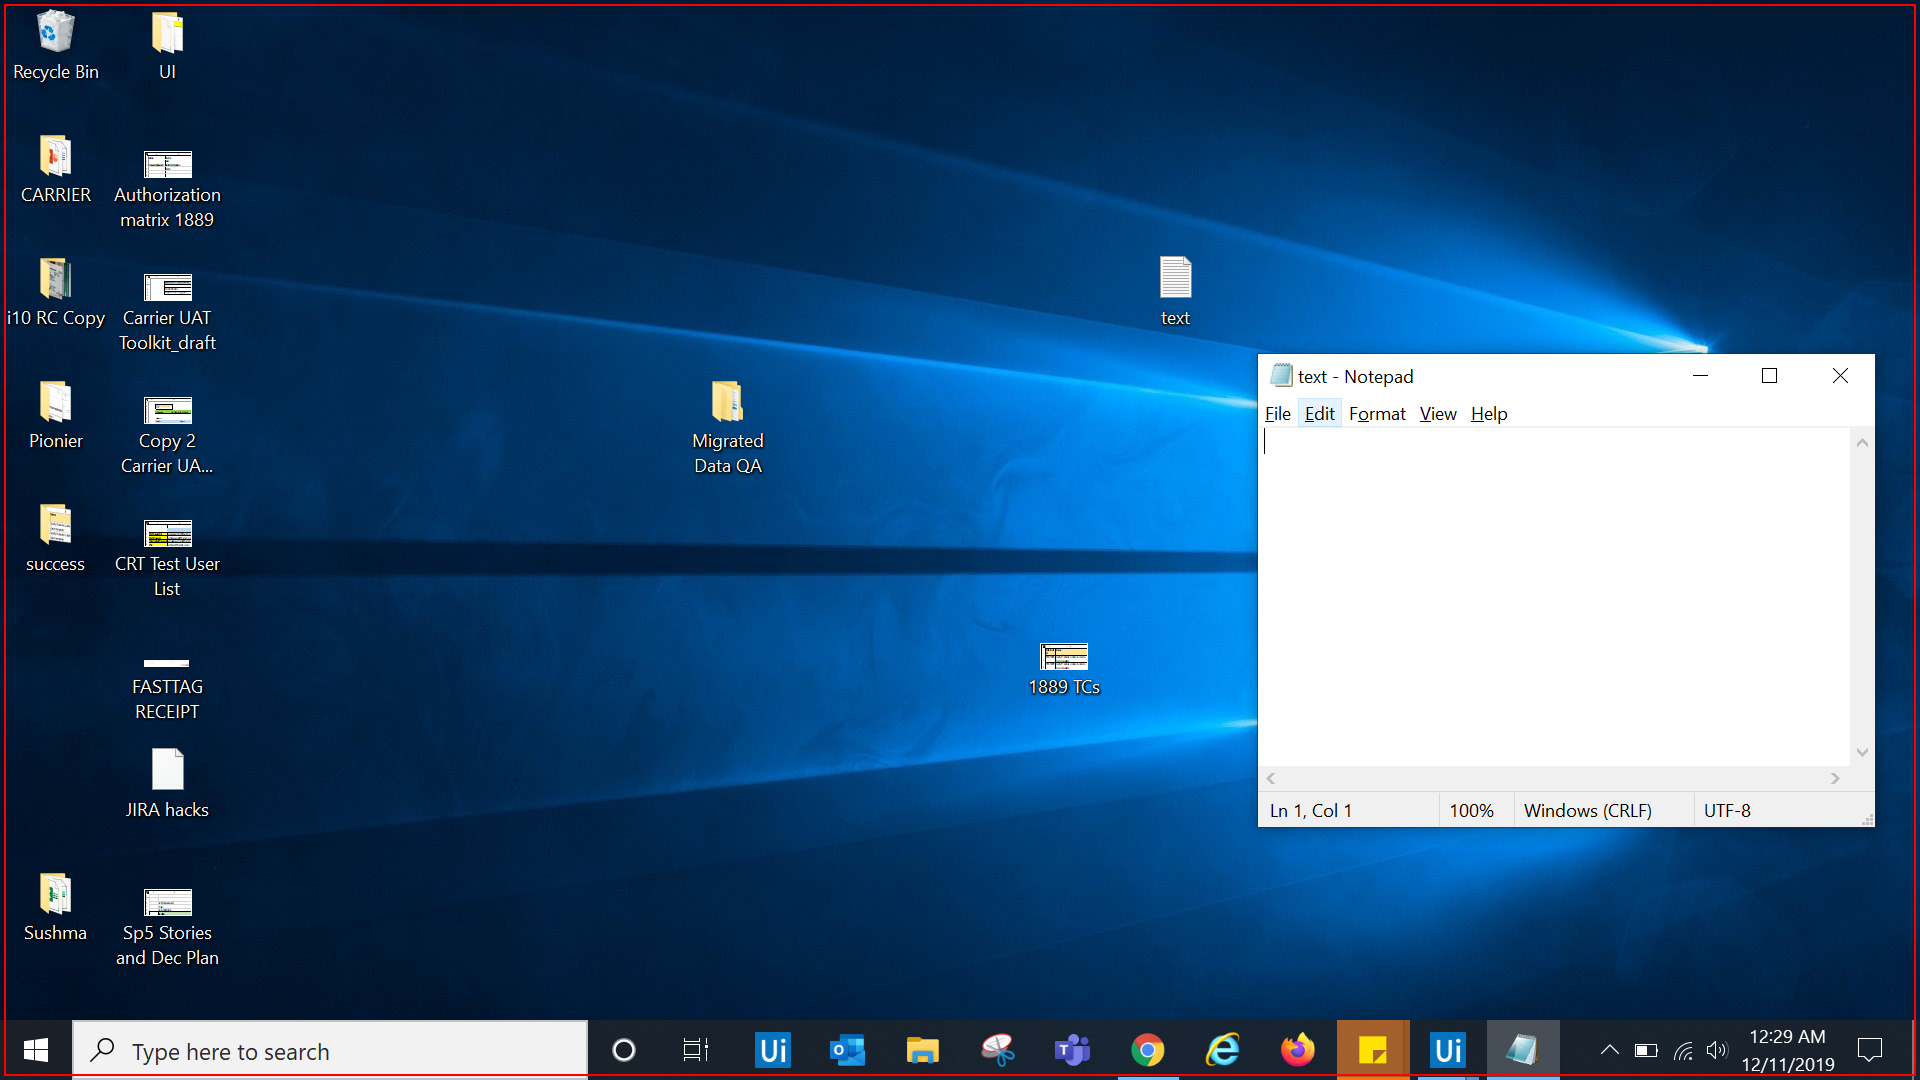 Recycle Bin
UI
CARRIER
Authorization
matrix 1889
i10 RC Copy
Carrier UAT
Toolkit_draft
Pionier
Copy 2
Carrier UA...
success
CRT Test User
List
FASTTAG
RECEIPT
JIRA hacks
Sushma
Sp5 Stories
and Dec Plan
Migrated
Data QA
text
1889 TCs
text - Notepad
File Edit Format View Help
Ln 1, Col 1 100% Windows (CRLF) UTF-8
Type here to search
Ui
Ui
12:29 AM
12/11/2019